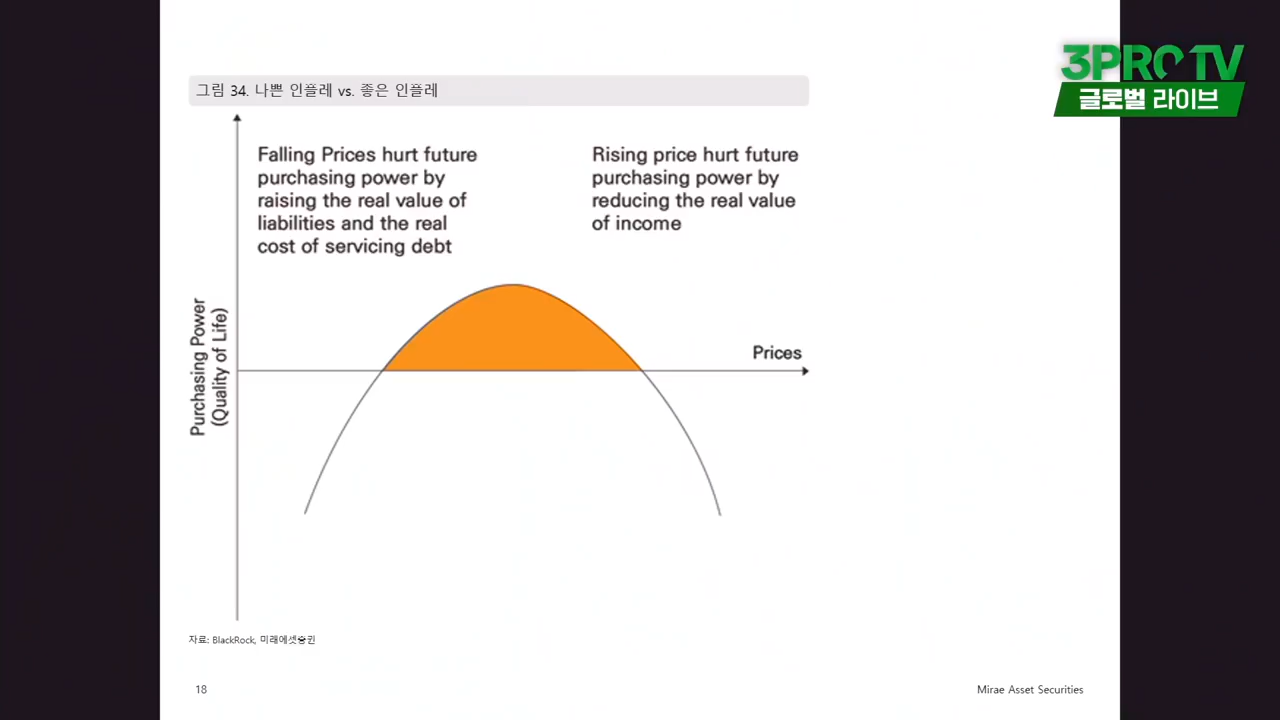 3PRO TV
글로벌 라이브
그림 34. 나쁜 인플레 vs. 좋은 인플레
Falling Prices hurt future
purchasing power by
raising the real value of
liabilities and the real
cost of servicing debt
Rising price hurt future
purchasing power by
reducing the real value
of income
Purchasing Power
(Quality of Life)
Prices
자료: BlackRock, 미래에셋증권
18
Mirae Asset Securities